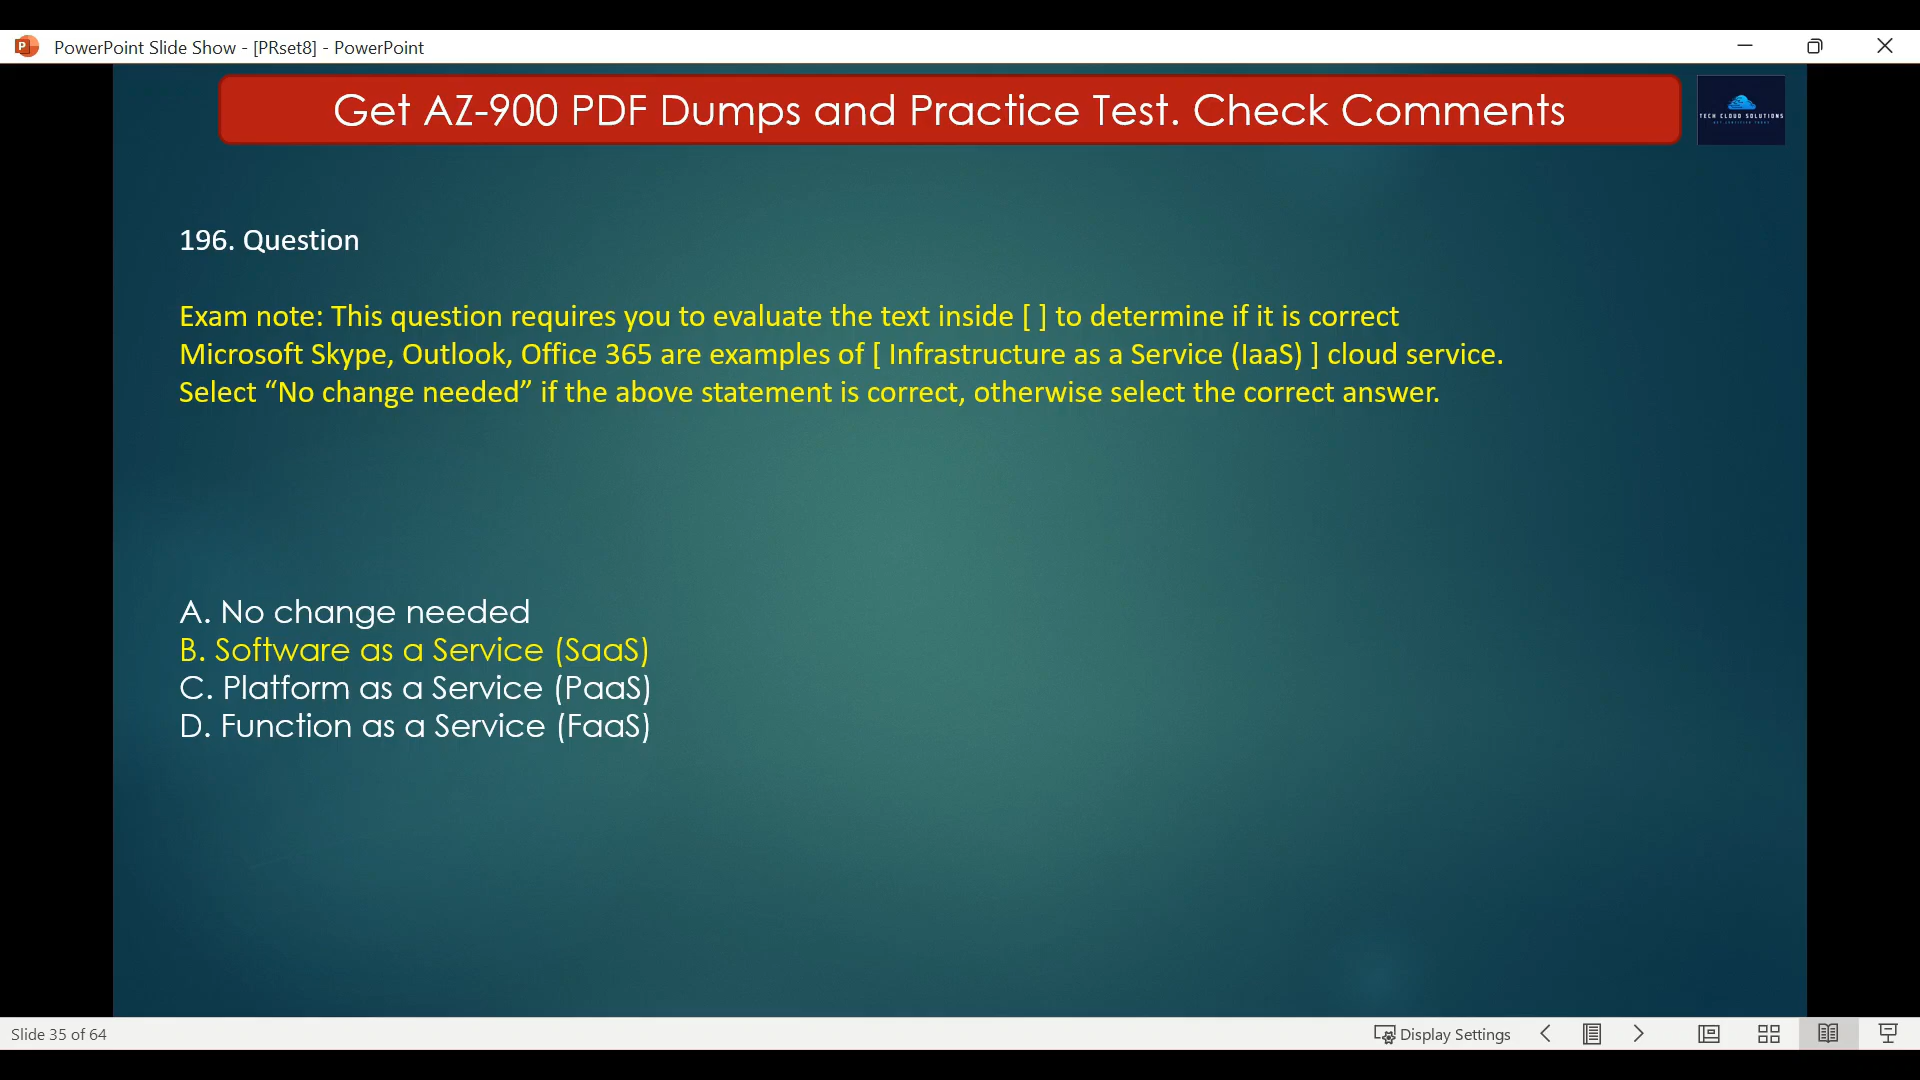 PowerPoint Slide Show - [PRset8] - PowerPoint
Get AZ-900 PDF Dumps and Practice Test. Check Comments
TECH CLOUD SOLUTIONS
196. Question
Exam note: This question requires you to evaluate the text inside [ ] to determine if it is correct
Microsoft Skype, Outlook, Office 365 are examples of [ Infrastructure as a Service (IaaS) ] cloud service.
Select “No change needed” if the above statement is correct, otherwise select the correct answer.
A. No change needed
B. Software as a Service (SaaS)
C. Platform as a Service (PaaS)
D. Function as a Service (FaaS)
Slide 35 of 64
Display Settings